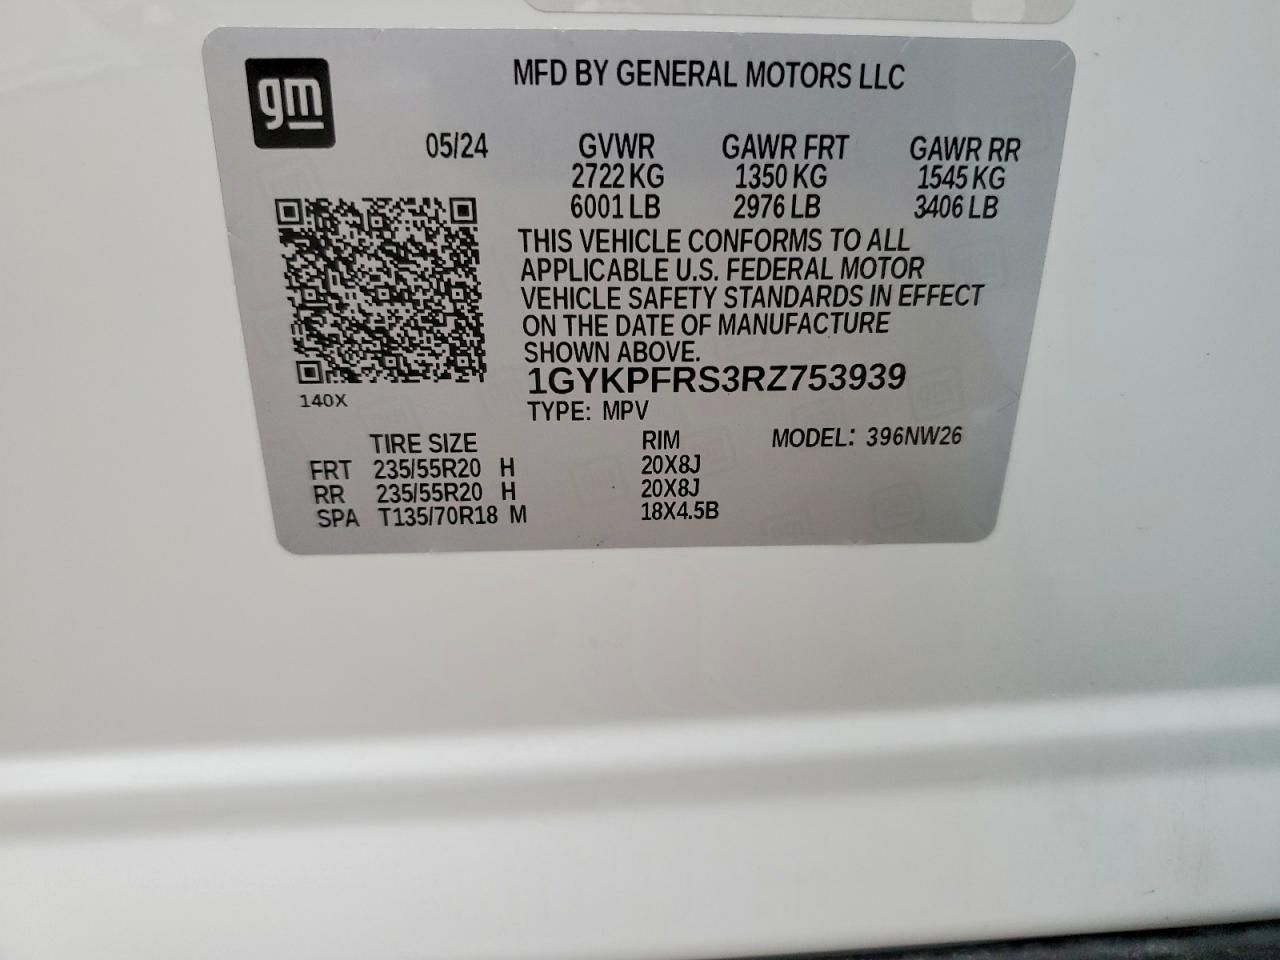 gm
MFD BY GENERAL MOTORS LLC
05/24 GVWR GAWR FRT GAWR RR
2722 KG 1350 KG 1545 KG
6001 LB 2976 LB 3406 LB
THIS VEHICLE CONFORMS TO ALL
APPLICABLE U.S. FEDERAL MOTOR
VEHICLE SAFETY STANDARDS IN EFFECT
ON THE DATE OF MANUFACTURE
SHOWN ABOVE.
1GYKPFRS3RZ753939
140X
TYPE: MPV
TIRE SIZE RIM MODEL: 396NW26
FRT 235/55R20 H 20X8J
RR 235/55R20 H 20X8J
SPA T135/70R18 M 18X4.5B